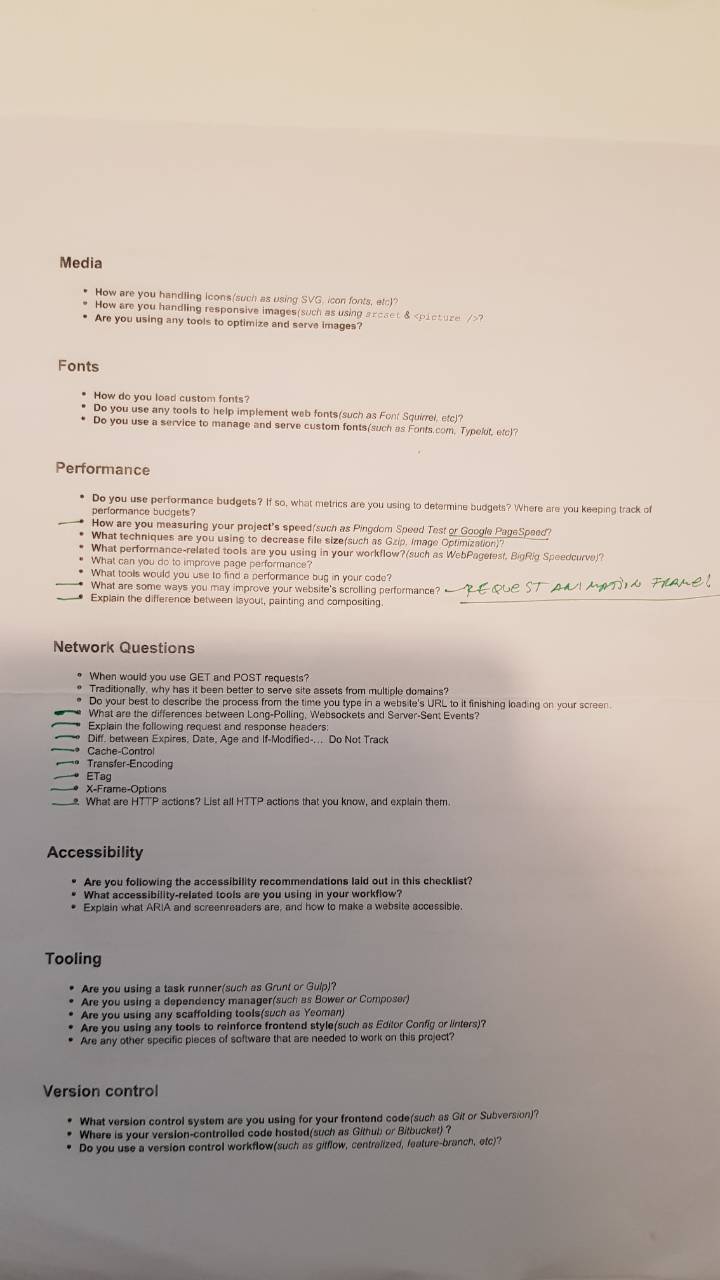 Media
• How are you handling icons(such as using SVG, icon fonts, etc)?
• How are you handling responsive images(such as using srcset & <picture />?
• Are you using any tools to optimize and serve images?
Fonts
• How do you load custom fonts?
• Do you use any tools to help implement web fonts(such as Font Squirrel, etc)?
• Do you use a service to manage and serve custom fonts(such as Fonts.com, Typekit, etc)?
Performance
• Do you use performance budgets? If so, what metrics are you using to determine budgets? Where are you keeping track of
performance budgets?
• How are you measuring your project's speed(such as Pingdom Speed Test or Google PageSpeed?
• What techniques are you using to decrease file size(such as Gzip, Image Optimization)?
• What performance-related tools are you using in your workflow?(such as WebPagetest, BigRig Speedcurve)?
• What can you do to improve page performance?
• What tools would you use to find a performance bug in your code?
• What are some ways you may improve your website's scrolling performance? REQUEST ANIMATION FRAME!
• Explain the difference between layout, painting and compositing.
Network Questions
• When would you use GET and POST requests?
• Traditionally, why has it been better to serve site assets from multiple domains?
• Do your best to describe the process from the time you type in a website's URL to it finishing loading on your screen.
• What are the differences between Long-Polling, Websockets and Server-Sent Events?
• Explain the following request and response headers:
• Diff. between Expires, Date, Age and If-Modified-... Do Not Track
• Cache-Control
• Transfer-Encoding
• ETag
• X-Frame-Options
• What are HTTP actions? List all HTTP actions that you know, and explain them.
Accessibility
• Are you following the accessibility recommendations laid out in this checklist?
• What accessibility-related tools are you using in your workflow?
• Explain what ARIA and screenreaders are, and how to make a website accessible.
Tooling
• Are you using a task runner(such as Grunt or Gulp)?
• Are you using a dependency manager(such as Bower or Composer)
• Are you using any scaffolding tools(such as Yeoman)
• Are you using any tools to reinforce frontend style(such as Editor Config or linters)?
• Are any other specific pieces of software that are needed to work on this project?
Version control
• What version control system are you using for your frontend code(such as Git or Subversion)?
• Where is your version-controlled code hosted(such as Github or Bitbucket) ?
• Do you use a version control workflow(such as gitflow, centralized, feature-branch, etc)?